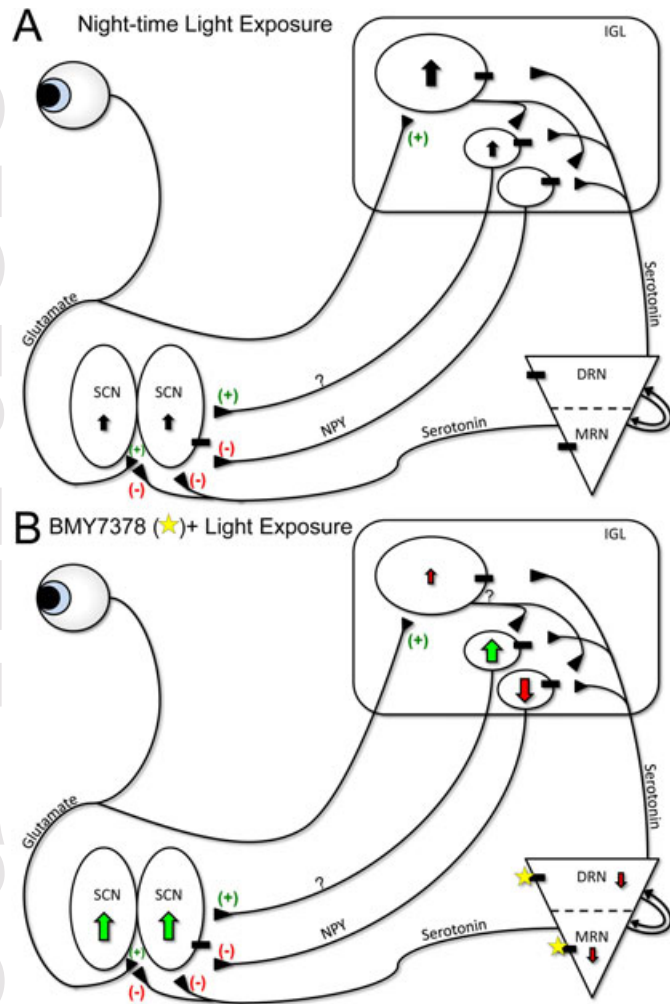 A Night-time Light Exposure
IGL
(+)
Glutamate
Serotonin
SCN SCN
?
(+)
DRN
NPY
Serotonin
MRN
(+)
(-)
(-)
(-)
B BMY7378 (★)+ Light Exposure
IGL
?
(+)
Glutamate
Serotonin
SCN SCN
?
(+)
DRN
NPY
Serotonin
MRN
(+)
(-)
(-)
(-)